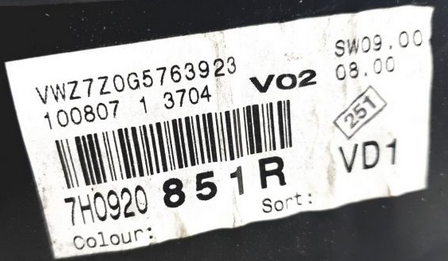 VWZ7Z0G5763923
100807 1 3704
V02
SW09.00
08.00
251
VD1
7H0920 851R
Colour:
Sort: